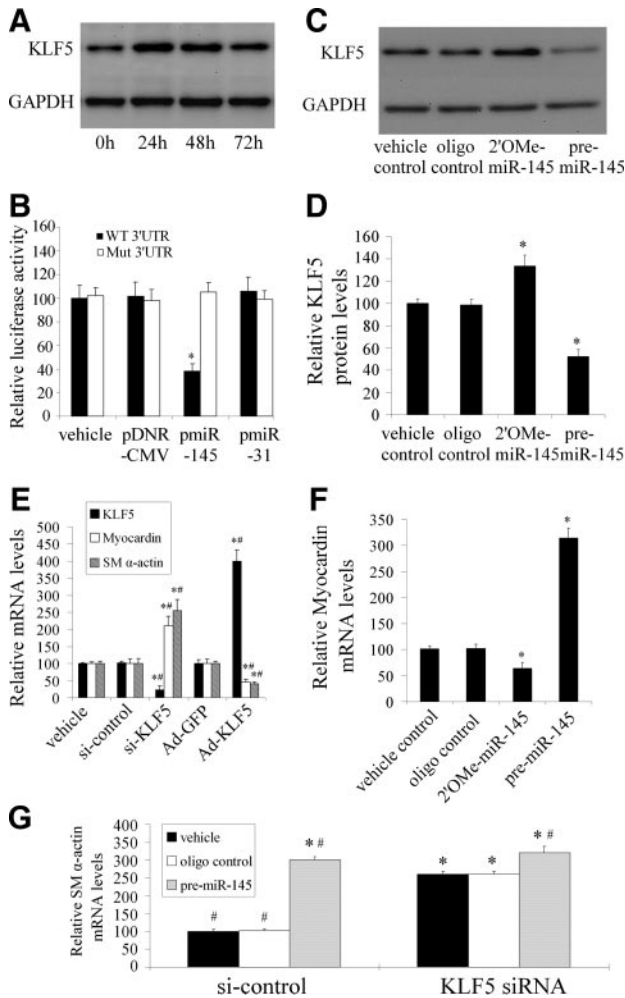 A
KLF5
GAPDH
0h 24h 48h 72h
C
KLF5
GAPDH
vehicle control
oligo control
2'OMe-miR-145
pre-miR-145
B
WT 3'UTR
Mut 3'UTR
Relative luciferase activity
160
140
120
100
80
60
40
20
0
*
vehicle
pDNR-CMV
pmiR-145
pmiR-31
D
Relative KLF5 protein levels
160
140
120
100
80
60
40
20
0
*
*
vehicle control
oligo control
2'OMe-miR-145
pre-miR-145
E
KLF5
Myocardin
SM α-actin
Relative mRNA levels
500
450
400
350
300
250
200
150
100
50
0
*#
*#
*#
*#
*#
*#
vehicle
si-control
si-KLF5
Ad-GFP
Ad-KLF5
F
Relative Myocardin mRNA levels
350
300
250
200
150
100
50
0
*
*
vehicle control
oligo control
2'OMe-miR-145
pre-miR-145
G
vehicle
oligo control
pre-miR-145
Relative SM α-actin mRNA levels
400
350
300
250
200
150
100
50
0
#
#
*#
*
*
*#
si-control
KLF5 siRNA